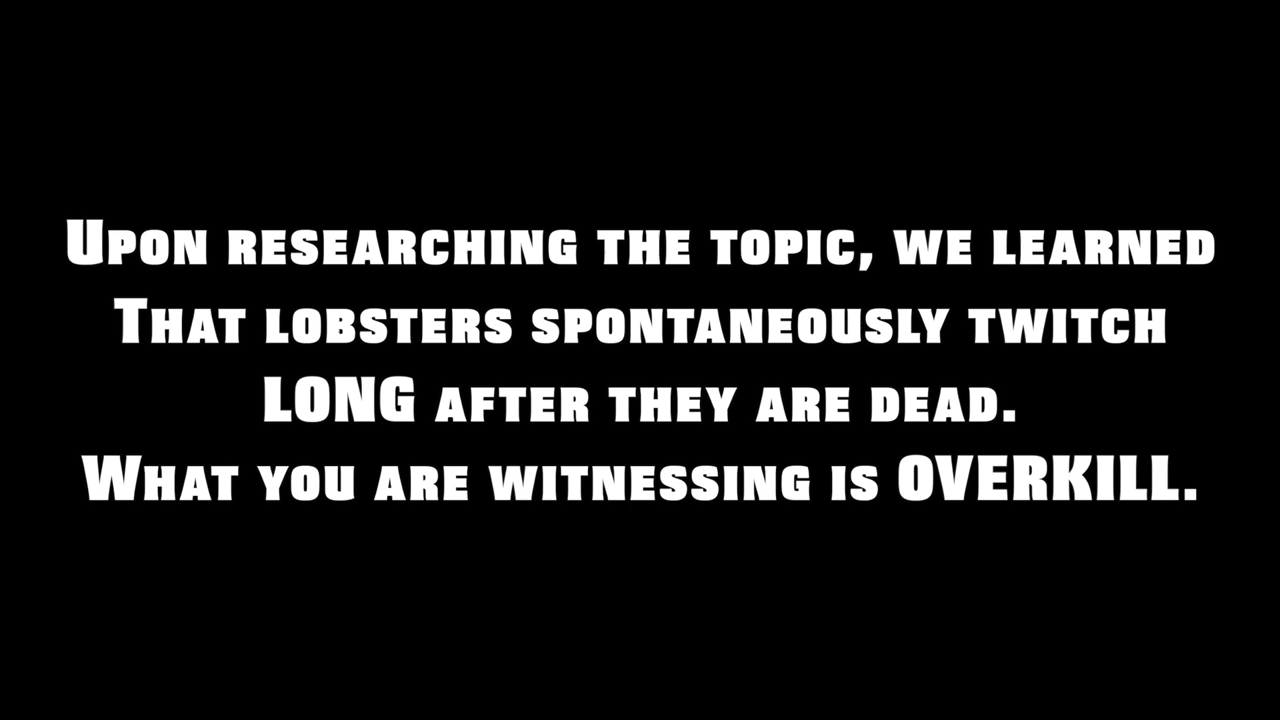 Upon researching the topic, we learned
That lobsters spontaneously twitch
LONG after they are dead.
What you are witnessing is OVERKILL.